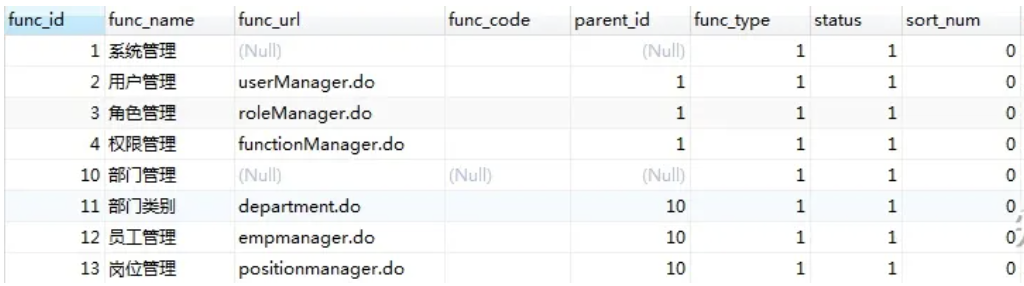 func_id func_name func_url func_code parent_id func_type status sort_num
1 系统管理 (Null) (Null) 1 1 0
2 用户管理 userManager.do 1 1 1 0
3 角色管理 roleManager.do 1 1 1 0
4 权限管理 functionManager.do 1 1 1 0
10 部门管理 (Null) (Null) (Null) 1 1 0
11 部门类别 department.do 10 1 1 0
12 员工管理 empmanager.do 10 1 1 0
13 岗位管理 positionmanager.do 10 1 1 0